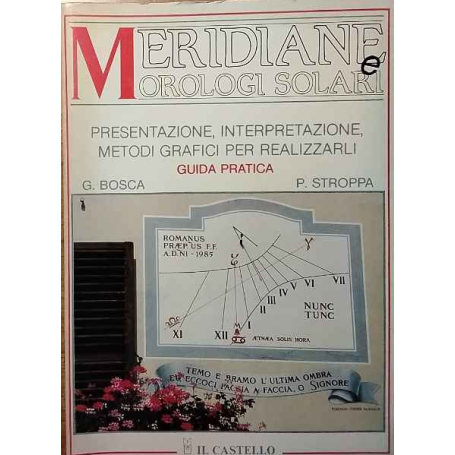 MERIDIANE
e
OROLOGI SOLARI
PRESENTAZIONE, INTERPRETAZIONE,
METODI GRAFICI PER REALIZZARLI
GUIDA PRATICA
G. BOSCA P. STROPPA
ROMANUS
PRÆP.US F.F.
A.D.NI - 1985
XI XII I II III IV V VI VII
NUNC
TUNC
ÆTNÆA SOLIS HORA
TEMO E BRAMO L'ULTIMA OMBRA
ED ECCOCI FACCIA A FACCIA, O SIGNORE
IL CASTELLO